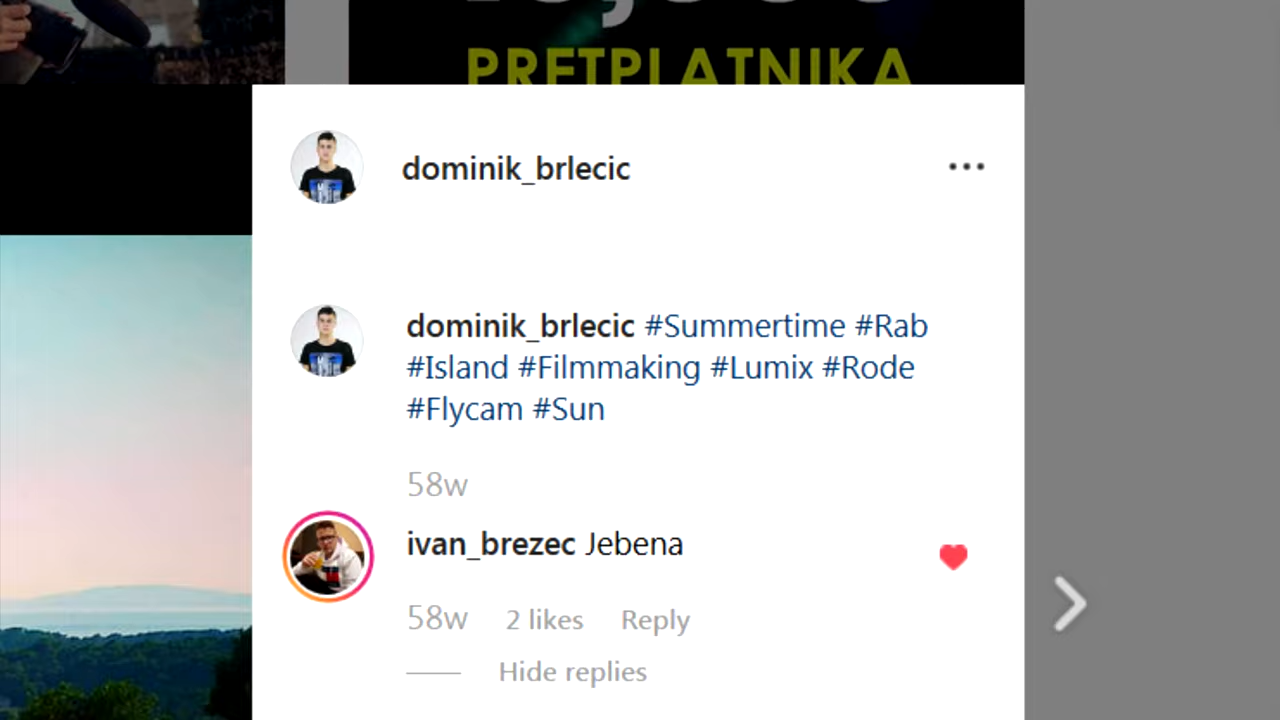 PRETPLATNIKA
dominik_brlecic
dominik_brlecic #Summertime #Rab
#Island #Filmmaking #Lumix #Rode
#Flycam #Sun
58w
ivan_brezec Jebena
58w 2 likes Reply
Hide replies